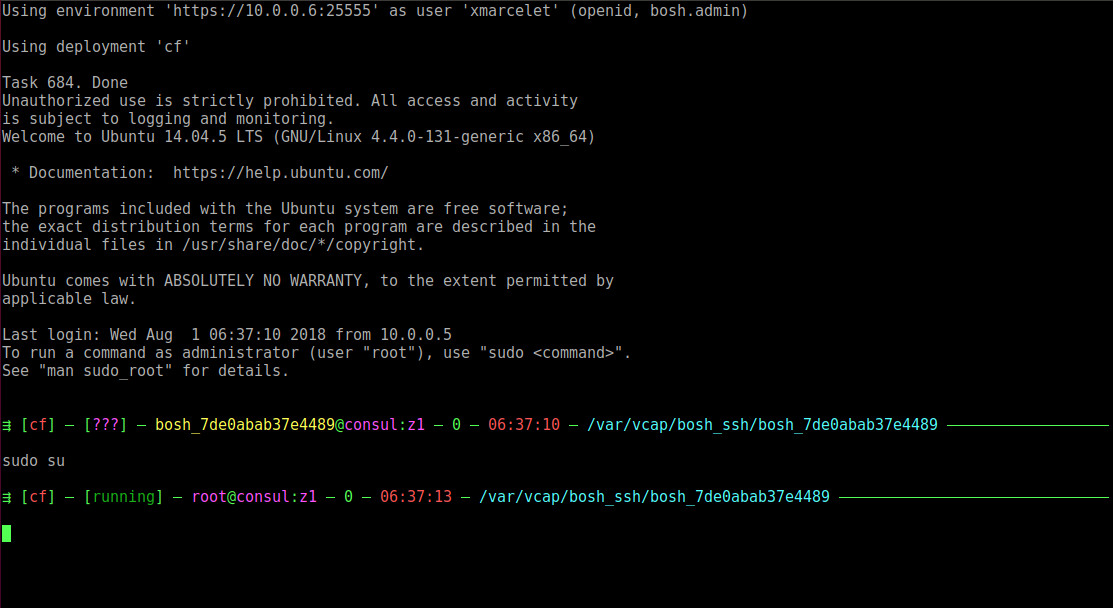 Using environment 'https://10.0.0.6:25555' as user 'xmarcelet' (openid, bosh.admin)
Using deployment 'cf'
Task 684. Done
Unauthorized use is strictly prohibited. All access and activity
is subject to logging and monitoring.
Welcome to Ubuntu 14.04.5 LTS (GNU/Linux 4.4.0-131-generic x86_64)
* Documentation:  https://help.ubuntu.com/
The programs included with the Ubuntu system are free software;
the exact distribution terms for each program are described in the
individual files in /usr/share/doc/*/copyright.
Ubuntu comes with ABSOLUTELY NO WARRANTY, to the extent permitted by
applicable law.
Last login: Wed Aug  1 06:37:10 2018 from 10.0.0.5
To run a command as administrator (user "root"), use "sudo <command>".
See "man sudo_root" for details.
⇶ [cf] — [???] — bosh_7de0abab37e4489@consul:z1 — 0 — 06:37:10 — /var/vcap/bosh_ssh/bosh_7de0abab37e4489 ——————————————————
sudo su
⇶ [cf] — [running] — root@consul:z1 — 0 — 06:37:13 — /var/vcap/bosh_ssh/bosh_7de0abab37e4489 ——————————————————————————————